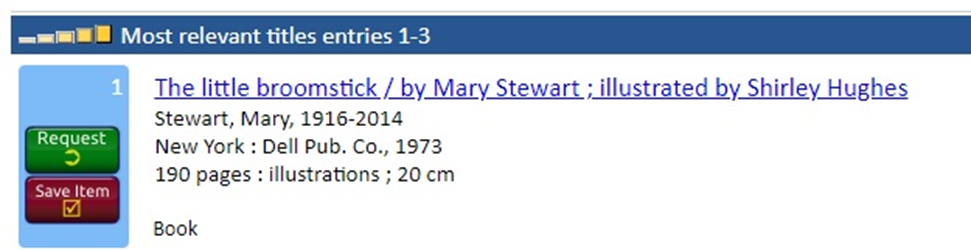 Most relevant titles entries 1-3
1
The little broomstick / by Mary Stewart ; illustrated by Shirley Hughes
Stewart, Mary, 1916-2014
New York : Dell Pub. Co., 1973
190 pages : illustrations ; 20 cm
Request
Save Item
Book